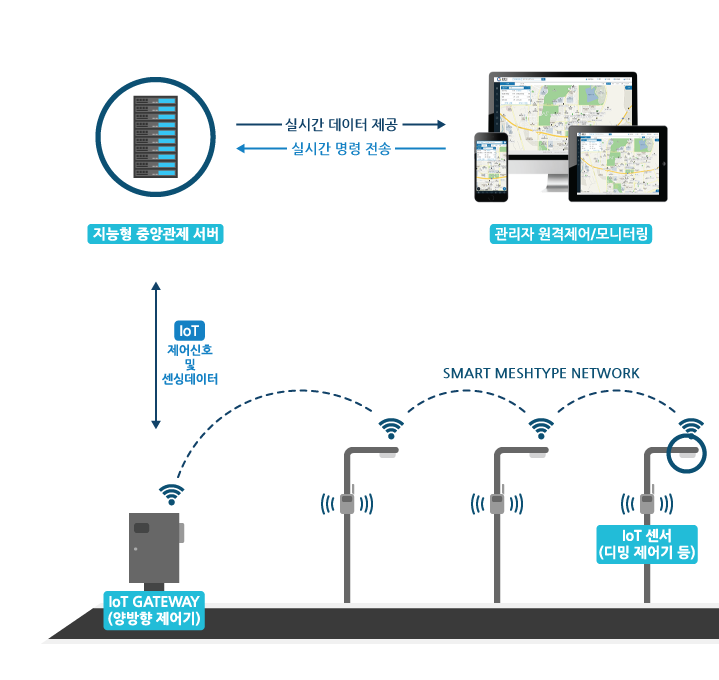 실시간 데이터 제공
실시간 명령 전송
지능형 중앙관제 서버
관리자 원격제어/모니터링
IoT
제어신호
및
센싱데이터
SMART MESHTYPE NETWORK
IoT 센서
(디밍 제어기 등)
IoT GATEWAY
(양방향 제어기)